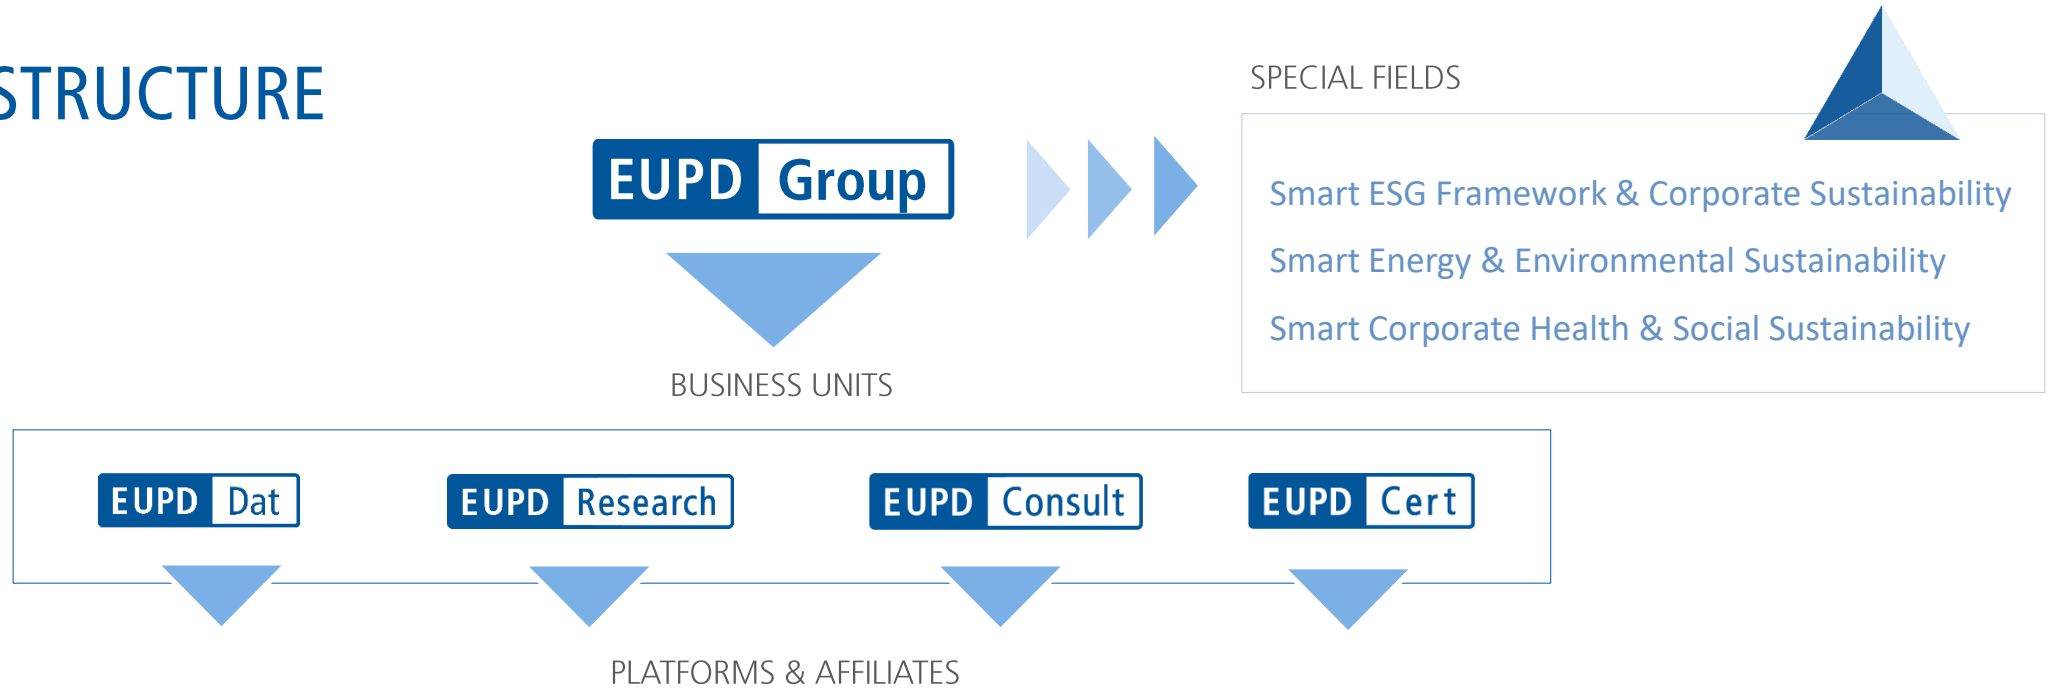 STRUCTURE
SPECIAL FIELDS
EUPD Group
Smart ESG Framework & Corporate Sustainability
Smart Energy & Environmental Sustainability
Smart Corporate Health & Social Sustainability
BUSINESS UNITS
EUPD Dat
EUPD Research
EUPD Consult
EUPD Cert
PLATFORMS & AFFILIATES